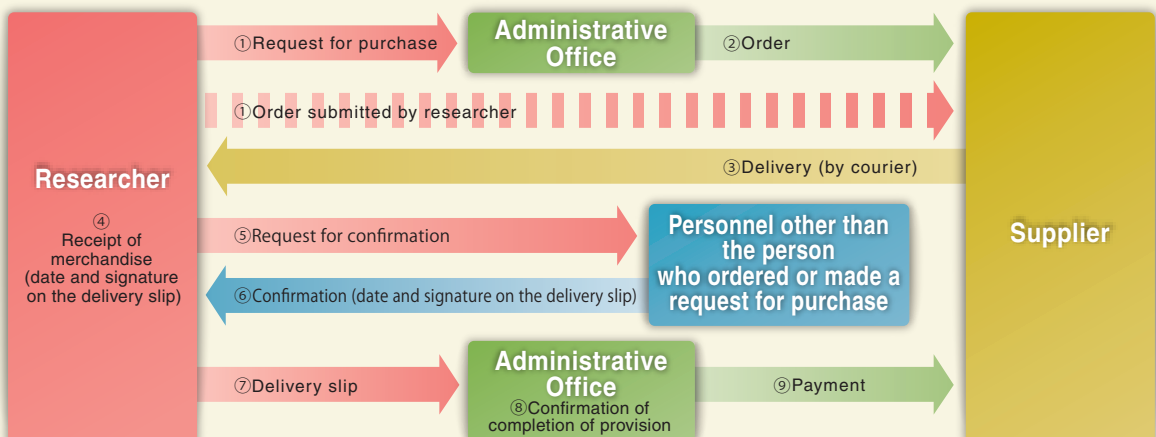 ①Request for purchase
Administrative
Office
②Order
①Order submitted by researcher
③Delivery (by courier)
Researcher
④
Receipt of
merchandise
(date and signature
on the delivery slip)
⑤Request for confirmation
Personnel other than
the person
who ordered or made a
request for purchase
⑥Confirmation (date and signature on the delivery slip)
Supplier
⑦Delivery slip
Administrative
Office
⑧Confirmation of
completion of provision
⑨Payment